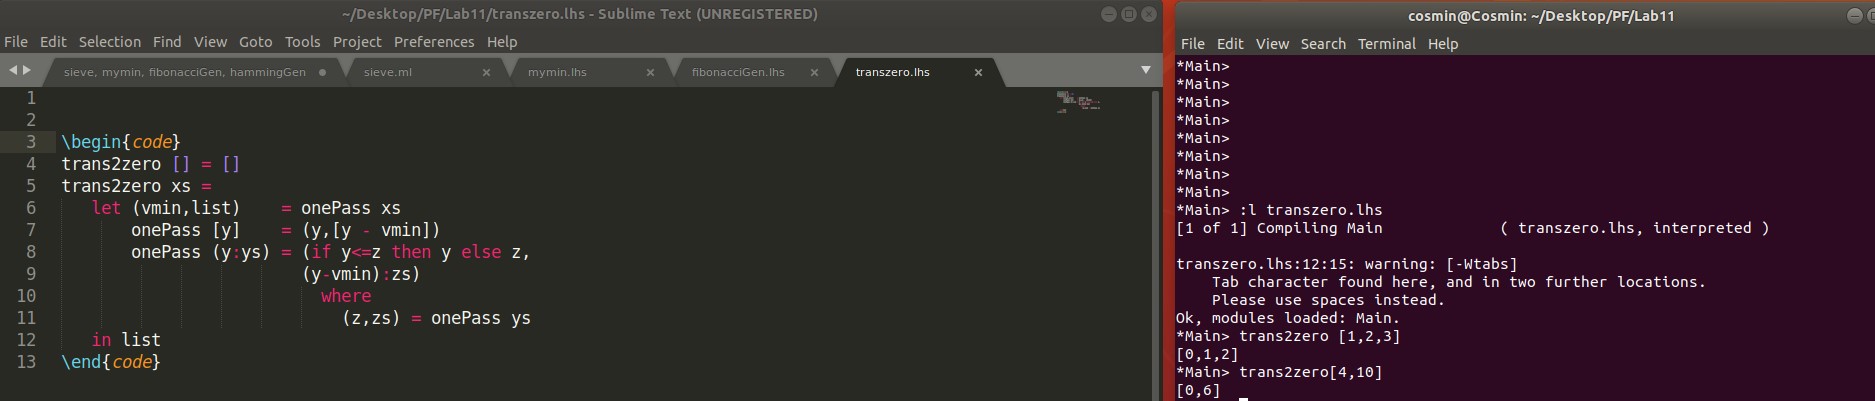 ~/Desktop/PF/Lab11/transzero.lhs - Sublime Text (UNREGISTERED)
File Edit Selection Find View Goto Tools Project Preferences Help
sieve, mymin, fibonacciGen, hammingGen
sieve.ml
mymin.lhs
fibonacciGen.lhs
transzero.lhs
1
2
3 \begin{code}
4 trans2zero [] = []
5 trans2zero xs =
6 let (vmin,list) = onePass xs
7 onePass [y] = (y,[y - vmin])
8 onePass (y:ys) = (if y<=z then y else z,
9 (y-vmin):zs)
10 where
11 (z,zs) = onePass ys
12 in list
13 \end{code}
cosmin@Cosmin: ~/Desktop/PF/Lab11
File Edit View Search Terminal Help
*Main>
*Main>
*Main>
*Main>
*Main>
*Main>
*Main>
*Main>
*Main> :l transzero.lhs
[1 of 1] Compiling Main ( transzero.lhs, interpreted )
transzero.lhs:12:15: warning: [-Wtabs]
Tab character found here, and in two further locations.
Please use spaces instead.
Ok, modules loaded: Main.
*Main> trans2zero [1,2,3]
[0,1,2]
*Main> trans2zero[4,10]
[0,6]